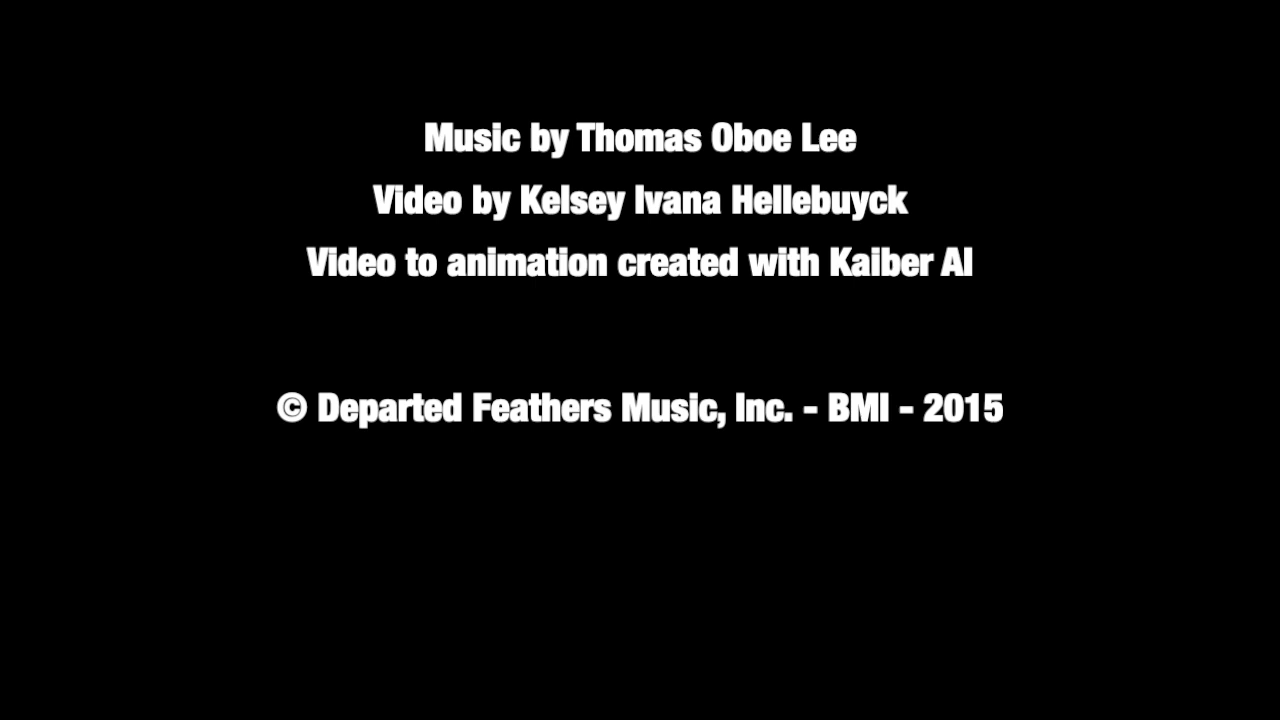 Music by Thomas Oboe Lee
Video by Kelsey Ivana Hellebuyck
Video to animation created with Kaiber AI
© Departed Feathers Music, Inc. - BMI - 2015